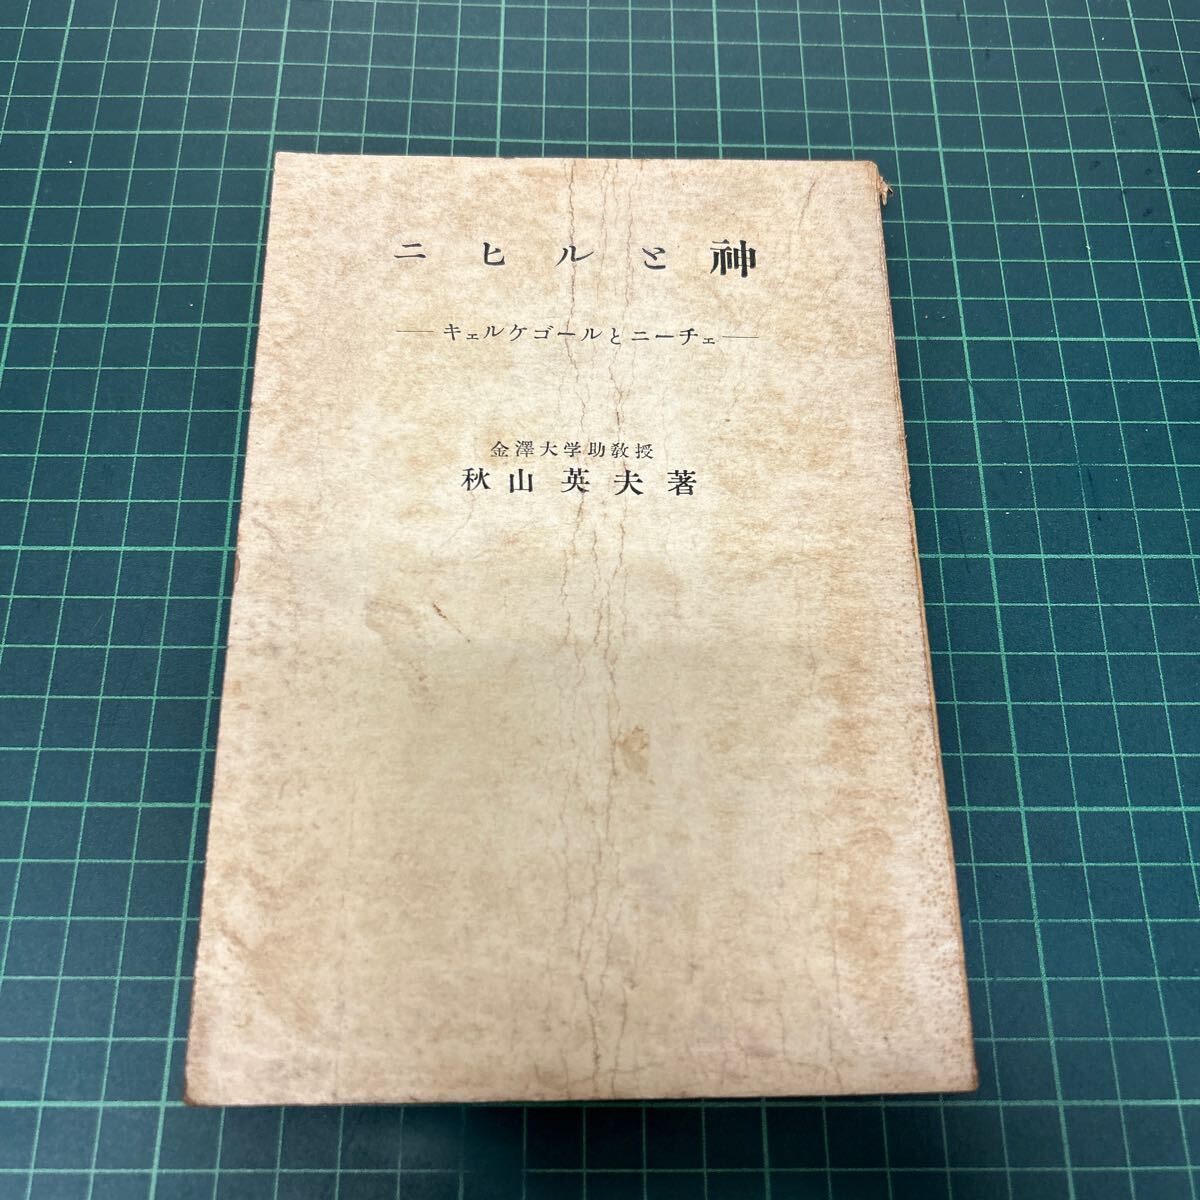 ニヒルと神
―キェルケゴールとニーチェ―
金澤大学助教授
秋山英夫著